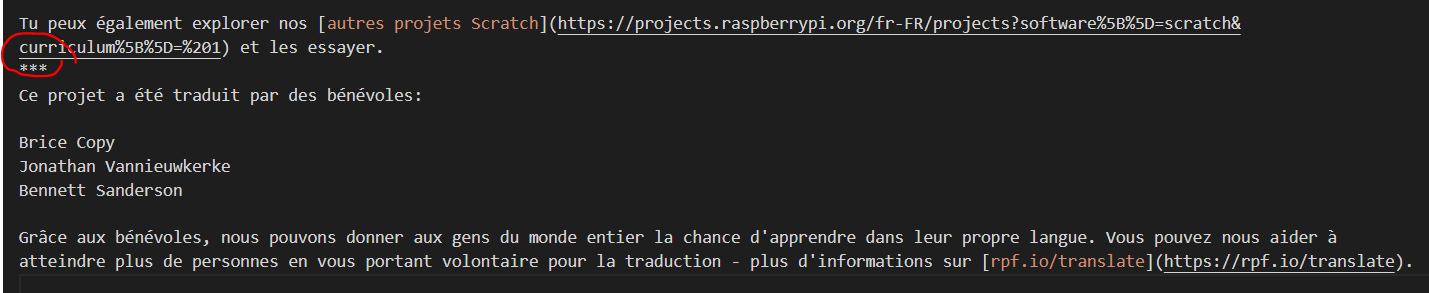 Tu peux également explorer nos [autres projets Scratch](https://projects.raspberrypi.org/fr-FR/projects?software%5B%5D=scratch&
curriculum%5B%5D=%201) et les essayer.
***
Ce projet a été traduit par des bénévoles:
Brice Copy
Jonathan Vannieuwkerke
Bennett Sanderson
Grâce aux bénévoles, nous pouvons donner aux gens du monde entier la chance d'apprendre dans leur propre langue. Vous pouvez nous aider à
atteindre plus de personnes en vous portant volontaire pour la traduction - plus d'informations sur [rpf.io/translate](https://rpf.io/translate).